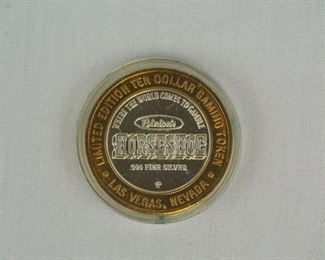 LIMITED EDITION TEN DOLLAR GAMING TOKEN
WHERE THE WORLD COMES TO GAMBLE
Binion's
HORSESHOE
.999 FINE SILVER
LAS VEGAS, NEVADA